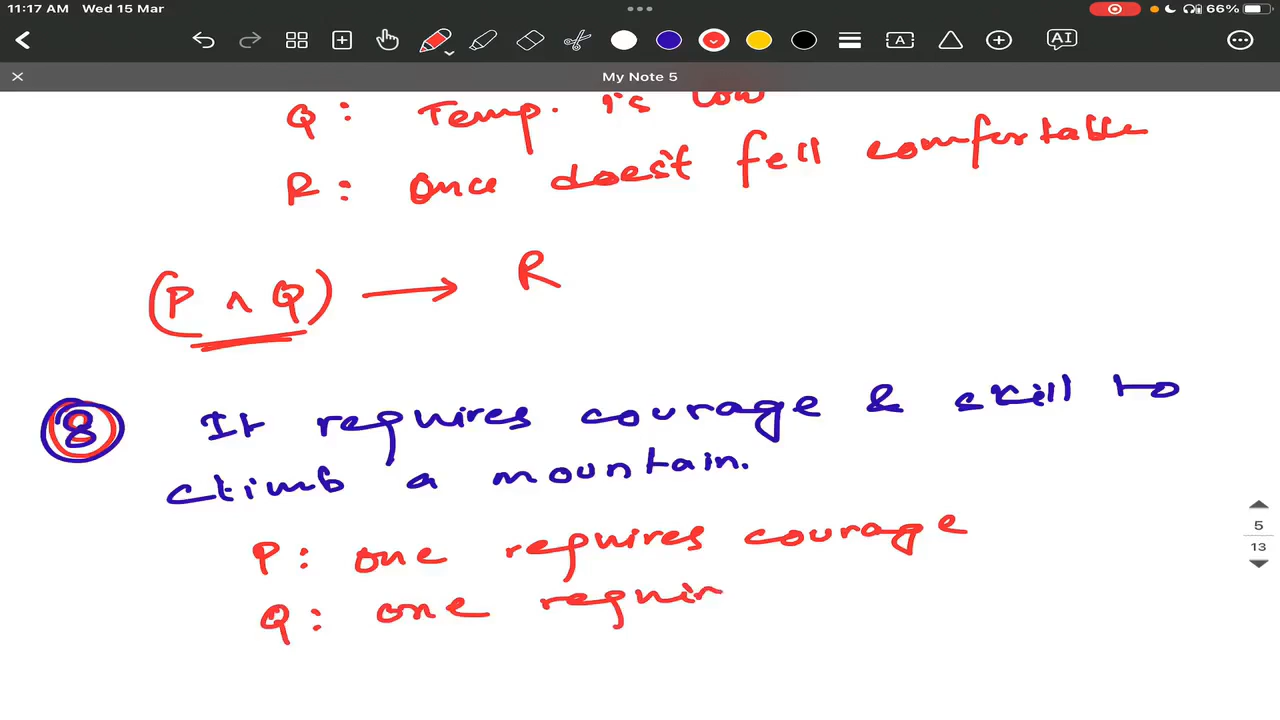 11:17 AM Wed 15 Mar
66%
AI
My Note 5
Q: Temp. is low
R: Once doesn't fell comfortable
(P ∧ Q) → R
8 It requires courage & skill to
climb a mountain.
5
13
P: one requires courage
Q: one requir